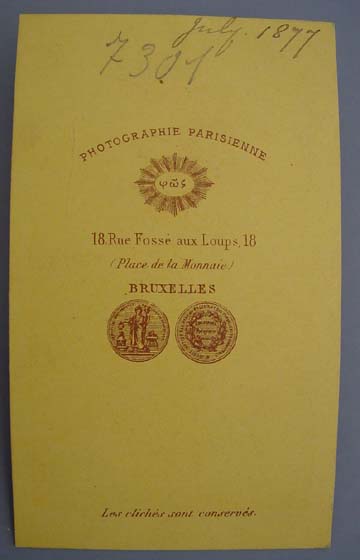 July. 1877
7301
PHOTOGRAPHIE PARISIENNE
φῶς
18, Rue Fossé aux Loups, 18
(Place de la Monnaie)
BRUXELLES
Les clichés sont conservés.